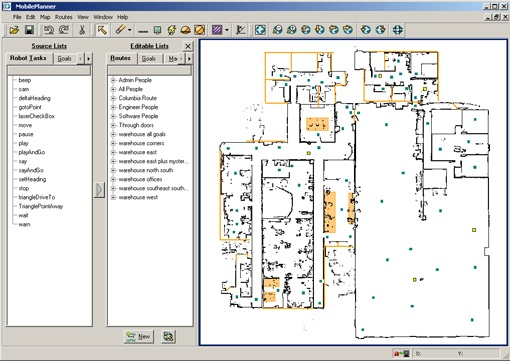 MobilePlanner
File Edit Map Routes View Window Help
Source Lists
Editable Lists
Robot Tasks
Goals
Routes
Goals
beep
cam
deltaHeading
gotoPoint
laserCheckBox
move
pause
play
playAndGo
say
sayAndGo
setHeading
stop
triangleDriveTo
TrianglePointAway
wait
warn
Admin People
All People
Columbia Route
Engineer People
Software People
Through doors
warehouse all goals
warehouse corners
warehouse east
warehouse east plus myster...
warehouse north south
warehouse offices
warehouse southeast south...
warehouse west
New
X:
Y: